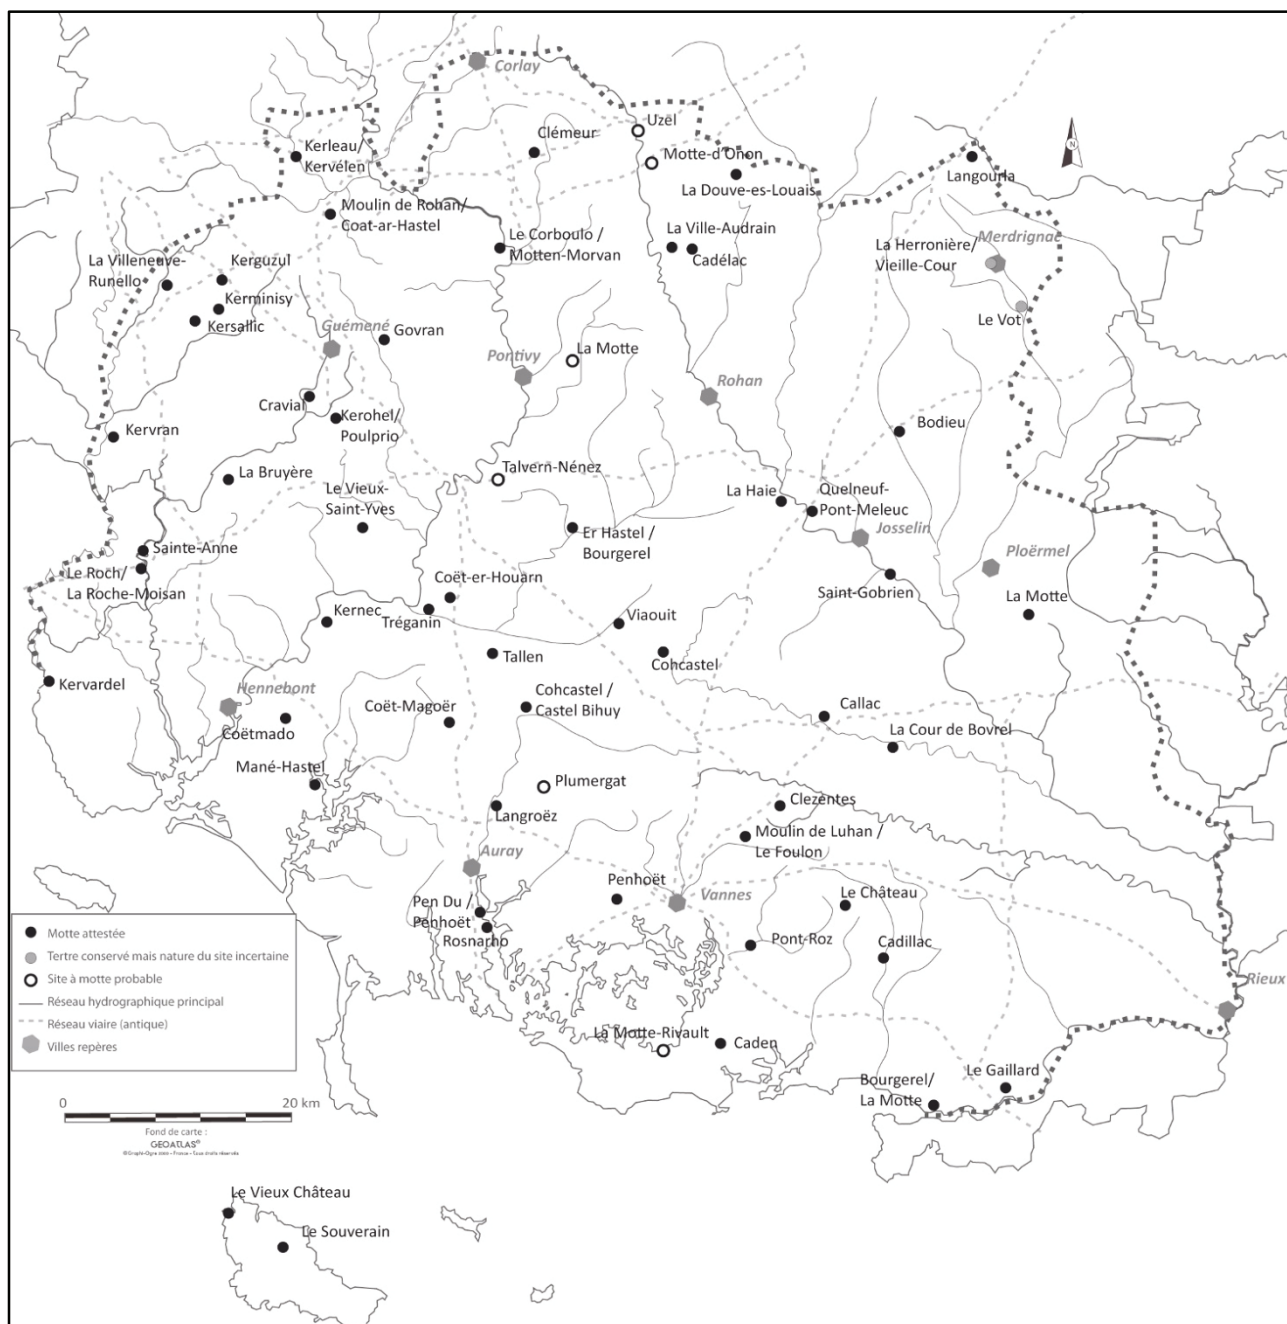 Corlay
Uzel
Clémeur
Kerleau/
Kervélen
Motte-d'Onon
La Douve-es-Louais
Langourla
Moulin de Rohan/
Coat-ar-Hastel
Le Corboulo /
Motten-Morvan
La Ville-Audrain
Cadélac
La Herronière/
Vieille-Cour
Merdrignac
La Villeneuve-
Runello
Kerguzul
Kerminisy
Kersallic
Le Vot
Guémené
Govran
Pontivy
La Motte
Rohan
Cravial
Kerohel/
Poulprio
Kervran
Bodieu
La Bruyère
Talvern-Nénez
Le Vieux-
Saint-Yves
La Haie
Quelneuf-
Pont-Meleuc
Er Hastel /
Bourgerel
Josselin
Sainte-Anne
Le Roch/
La Roche-Moisan
Ploërmel
Coët-er-Houarn
Saint-Gobrien
La Motte
Kernec
Tréganin
Viaouit
Tallen
Cohcastel
Kervardel
Hennebont
Coët-Magoër
Cohcastel /
Castel Bihuy
Callac
Coëtmado
La Cour de Bovrel
Mané-Hastel
Plumergat
Langroëz
Clezentes
Moulin de Luhan /
Le Foulon
Auray
Penhoët
Vannes
Le Château
Pen Du /
Penhoët
Rosnarho
Pont-Roz
Cadillac
Rieux
La Motte-Rivault
Caden
Le Gaillard
Bourgerel/
La Motte
Motte attestée
Tertre conservé mais nature du site incertaine
Site à motte probable
Réseau hydrographique principal
Réseau viaire (antique)
Villes repères
0 20 km
Fond de carte :
GEOATLAS®
Le Vieux Château
Le Souverain
N